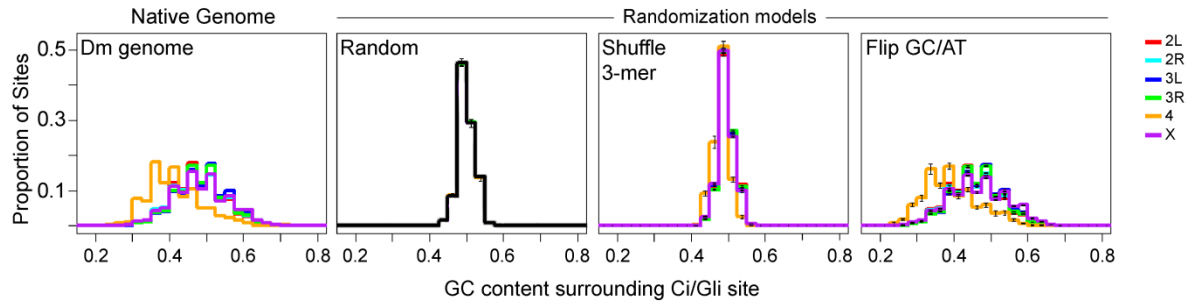 Native Genome
Randomization models
Dm genome
Random
Shuffle
3-mer
Flip GC/AT
Proportion of Sites
0.5
0.3
0.1
0.2 0.4 0.6 0.8
0.2 0.4 0.6 0.8
0.2 0.4 0.6 0.8
0.2 0.4 0.6 0.8
GC content surrounding Ci/Gli site
2L
2R
3L
3R
4
X